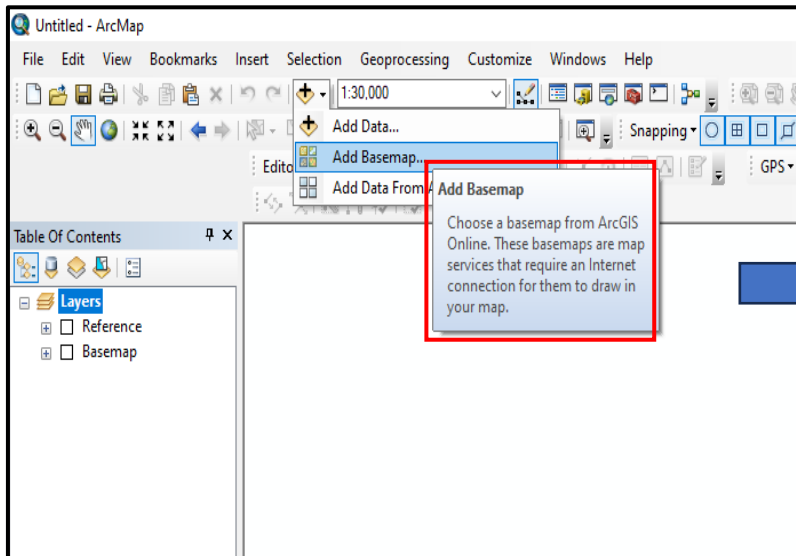 Untitled - ArcMap
File Edit View Bookmarks Insert Selection Geoprocessing Customize Windows Help
1:30,000
Add Data...
Snapping
Add Basemap...
Add Data From
GPS
Add Basemap
Choose a basemap from ArcGIS
Online. These basemaps are map
services that require an Internet
connection for them to draw in
your map.
Table Of Contents
Layers
Reference
Basemap